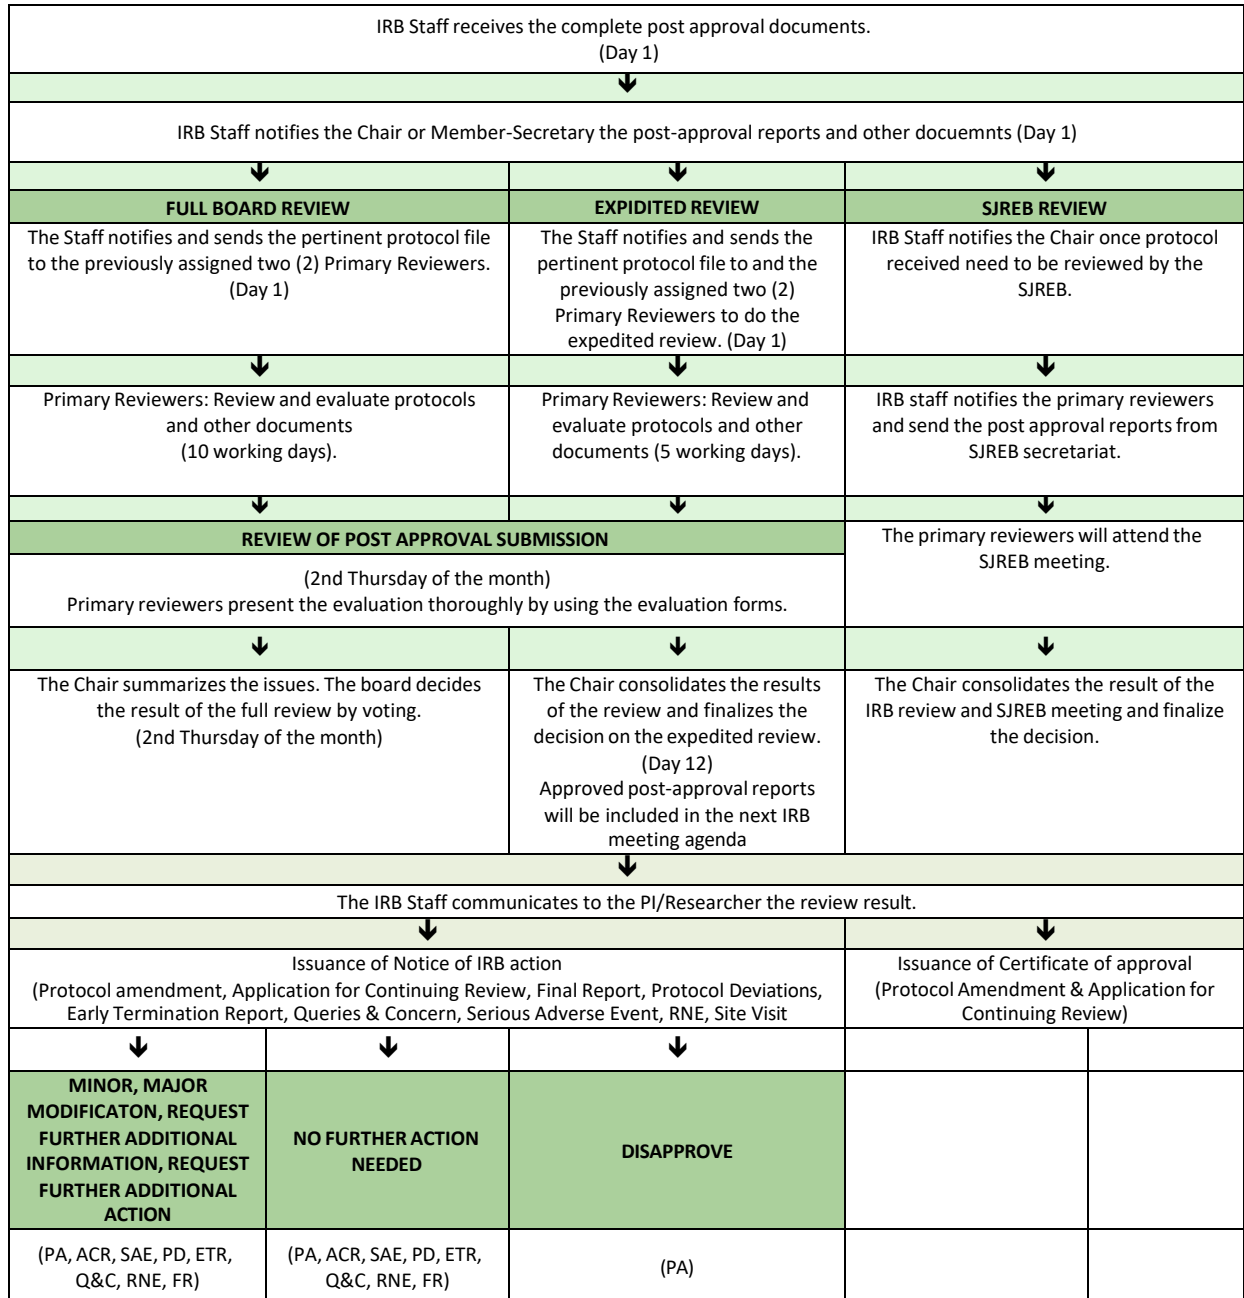 IRB Staff receives the complete post approval documents.
(Day 1)
IRB Staff notifies the Chair or Member-Secretary the post-approval reports and other docuemnts (Day 1)
FULL BOARD REVIEW
EXPIDITED REVIEW
SJREB REVIEW
The Staff notifies and sends the pertinent protocol file
to the previously assigned two (2) Primary Reviewers.
(Day 1)
The Staff notifies and sends the
pertinent protocol file to and the
previously assigned two (2)
Primary Reviewers to do the
expedited review. (Day 1)
IRB Staff notifies the Chair once protocol
received need to be reviewed by the
SJREB.
Primary Reviewers: Review and evaluate protocols
and other documents
(10 working days).
Primary Reviewers: Review and
evaluate protocols and other
documents (5 working days).
IRB staff notifies the primary reviewers
and send the post approval reports from
SJREB secretariat.
REVIEW OF POST APPROVAL SUBMISSION
(2nd Thursday of the month)
Primary reviewers present the evaluation thoroughly by using the evaluation forms.
The primary reviewers will attend the
SJREB meeting.
The Chair summarizes the issues. The board decides
the result of the full review by voting.
(2nd Thursday of the month)
The Chair consolidates the results
of the review and finalizes the
decision on the expedited review.
(Day 12)
Approved post-approval reports
will be included in the next IRB
meeting agenda
The Chair consolidates the result of the
IRB review and SJREB meeting and finalize
the decision.
The IRB Staff communicates to the PI/Researcher the review result.
Issuance of Notice of IRB action
(Protocol amendment, Application for Continuing Review, Final Report, Protocol Deviations,
Early Termination Report, Queries & Concern, Serious Adverse Event, RNE, Site Visit
Issuance of Certificate of approval
(Protocol Amendment & Application for
Continuing Review)
MINOR, MAJOR
MODIFICATON, REQUEST
FURTHER ADDITIONAL
INFORMATION, REQUEST
FURTHER ADDITIONAL
ACTION
NO FURTHER ACTION
NEEDED
DISAPPROVE
(PA, ACR, SAE, PD, ETR,
Q&C, RNE, FR)
(PA, ACR, SAE, PD, ETR,
Q&C, RNE, FR)
(PA)